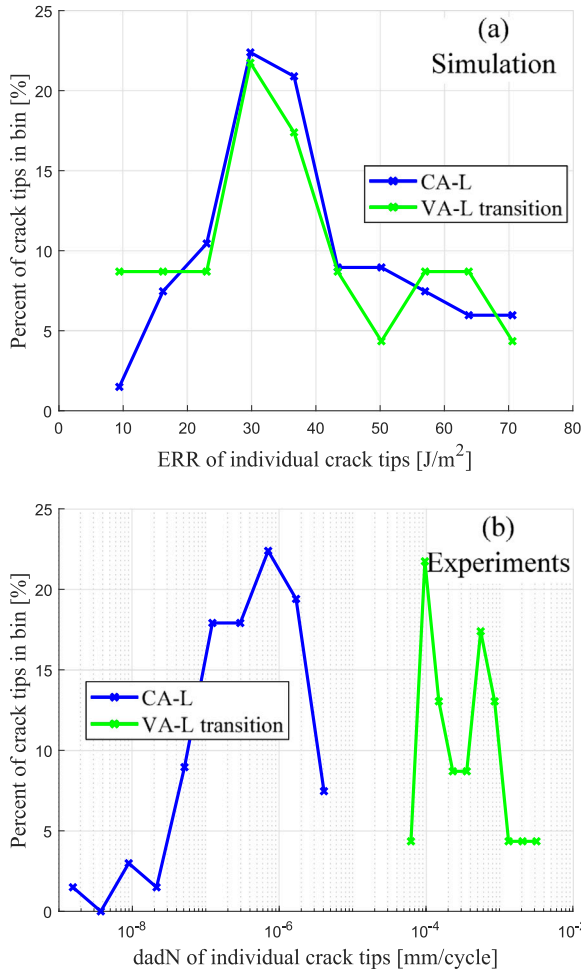 (a)
Simulation
25
20
15
10
5
0
Percent of crack tips in bin [%]
CA-L
VA-L transition
0 10 20 30 40 50 60 70 80
ERR of individual crack tips [J/m²]
(b)
Experiments
25
20
15
10
5
0
Percent of crack tips in bin [%]
CA-L
VA-L transition
10⁻⁸ 10⁻⁶ 10⁻⁴
dadN of individual crack tips [mm/cycle]